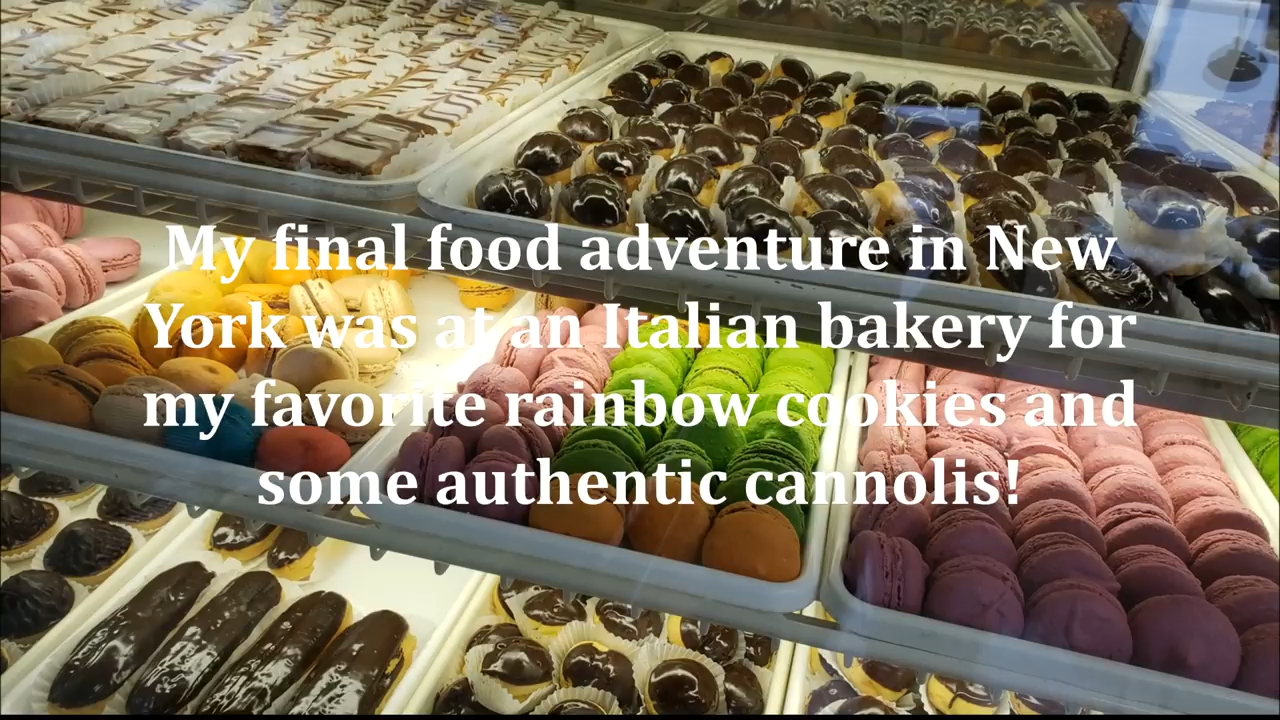 My final food adventure in New
York was at an Italian bakery for
my favorite rainbow cookies and
some authentic cannolis!